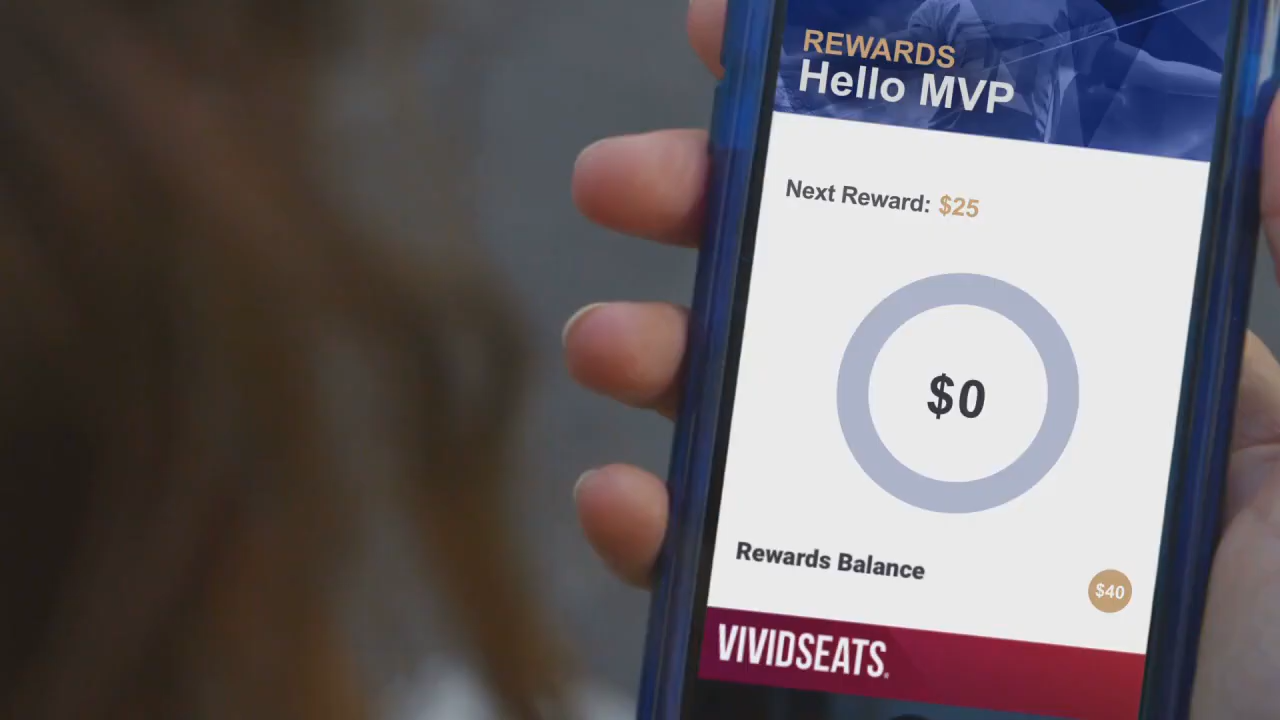 REWARDS
Hello MVP
Next Reward: $25
$0
Rewards Balance
$40
VIVIDSEATS.